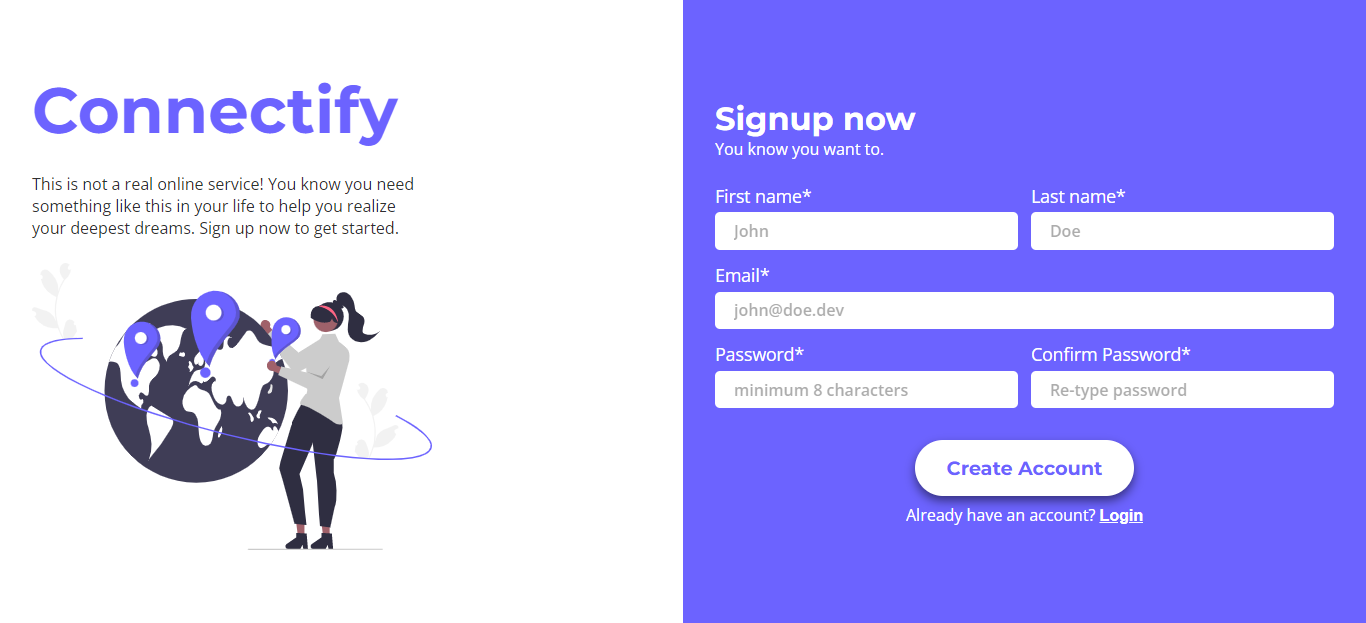 Connectify
This is not a real online service! You know you need
something like this in your life to help you realize
your deepest dreams. Sign up now to get started.
Signup now
You know you want to.
First name* Last name*
John Doe
Email*
john@doe.dev
Password* Confirm Password*
minimum 8 characters Re-type password
Create Account
Already have an account? Login